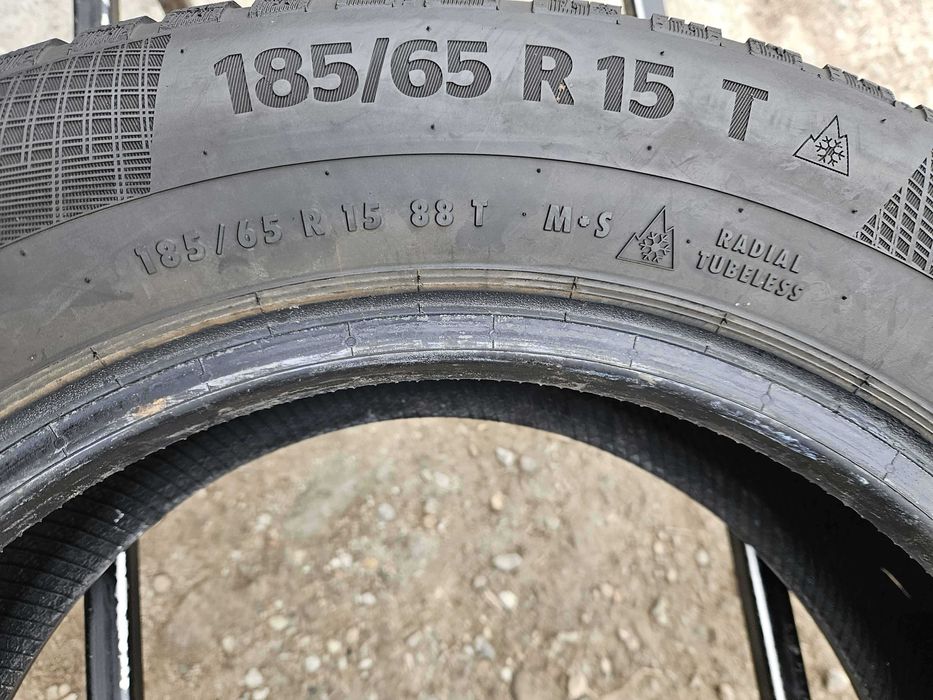 185/65 R 15 T
185/65 R 15 88 T M•S RADIAL
TUBELESS